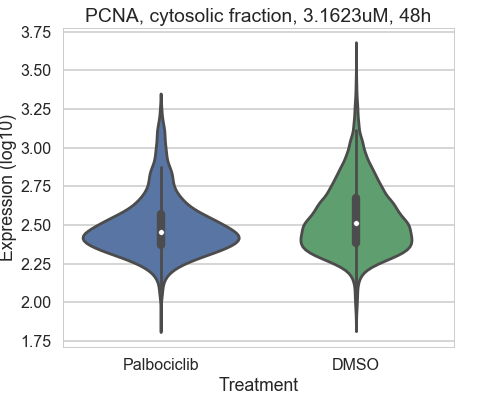 PCNA, cytosolic fraction, 3.1623uM, 48h
3.75
3.50
3.25
3.00
2.75
2.50
2.25
2.00
1.75
Expression (log10)
Palbociclib
DMSO
Treatment